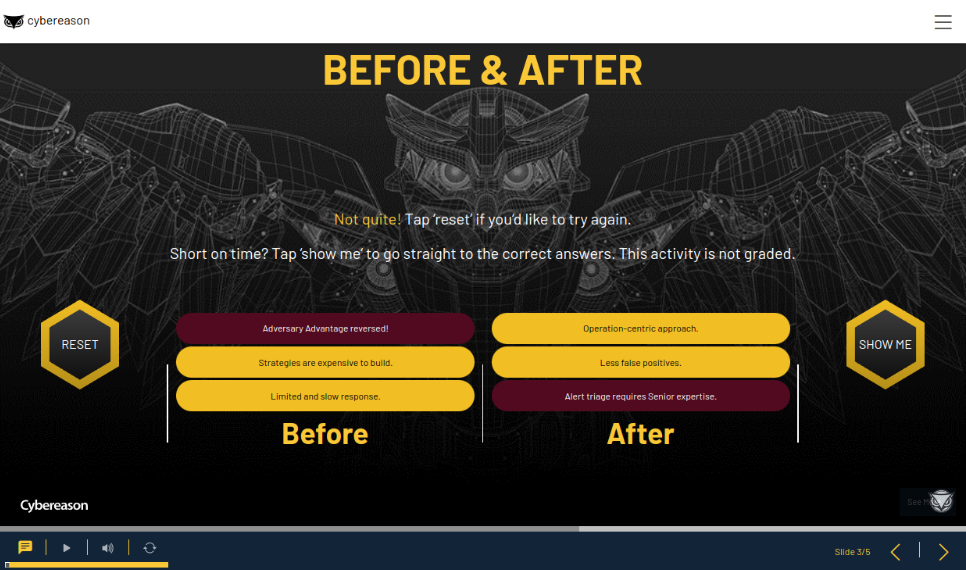 cybereason
BEFORE & AFTER
Not quite! Tap ‘reset’ if you’d like to try again.
Short on time? Tap ‘show me’ to go straight to the correct answers. This activity is not graded.
RESET
SHOW ME
Adversary Advantage reversed!
Operation-centric approach.
Strategies are expensive to build.
Less false positives.
Limited and slow response.
Alert triage requires Senior expertise.
Before
After
Cybereason
See
Slide 3/5